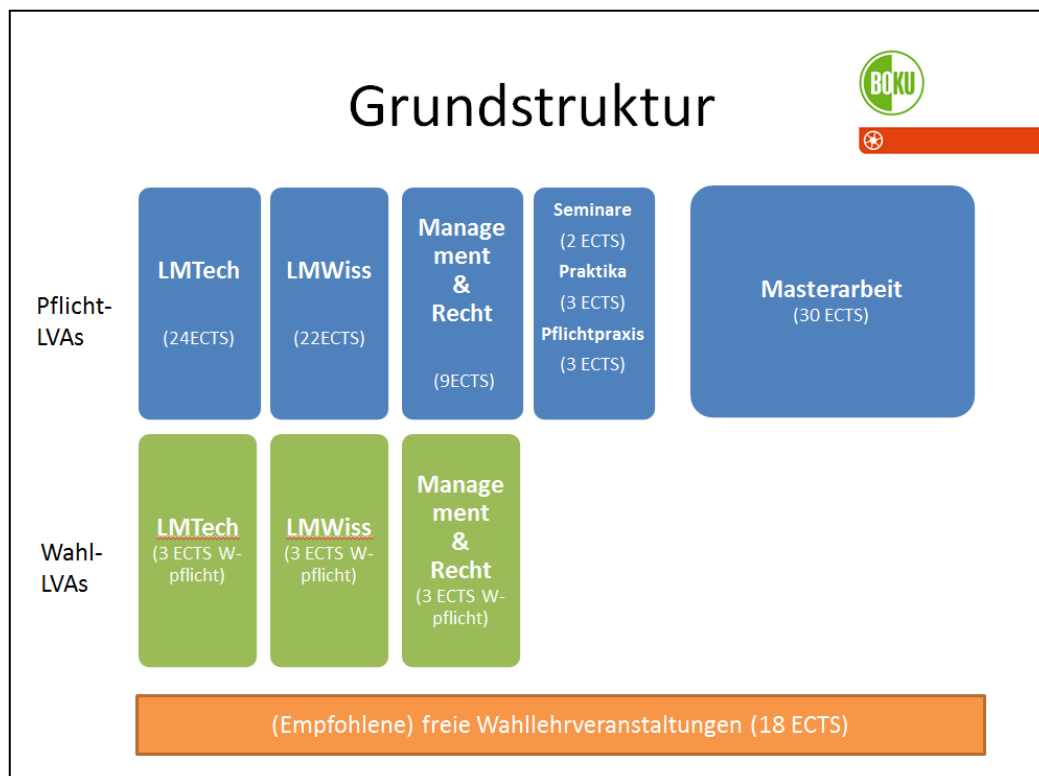 Grundstruktur
BOKU
Pflicht-
LVAs
LMTech
(24ECTS)
LMWiss
(22ECTS)
Manage
ment
&
Recht
(9ECTS)
Seminare
(2 ECTS)
Praktika
(3 ECTS)
Pflichtpraxis
(3 ECTS)
Masterarbeit
(30 ECTS)
Wahl-
LVAs
LMTech
(3 ECTS W-
pflicht)
LMWiss
(3 ECTS W-
pflicht)
Manage
ment
&
Recht
(3 ECTS W-
pflicht)
(Empfohlene) freie Wahllehrveranstaltungen (18 ECTS)